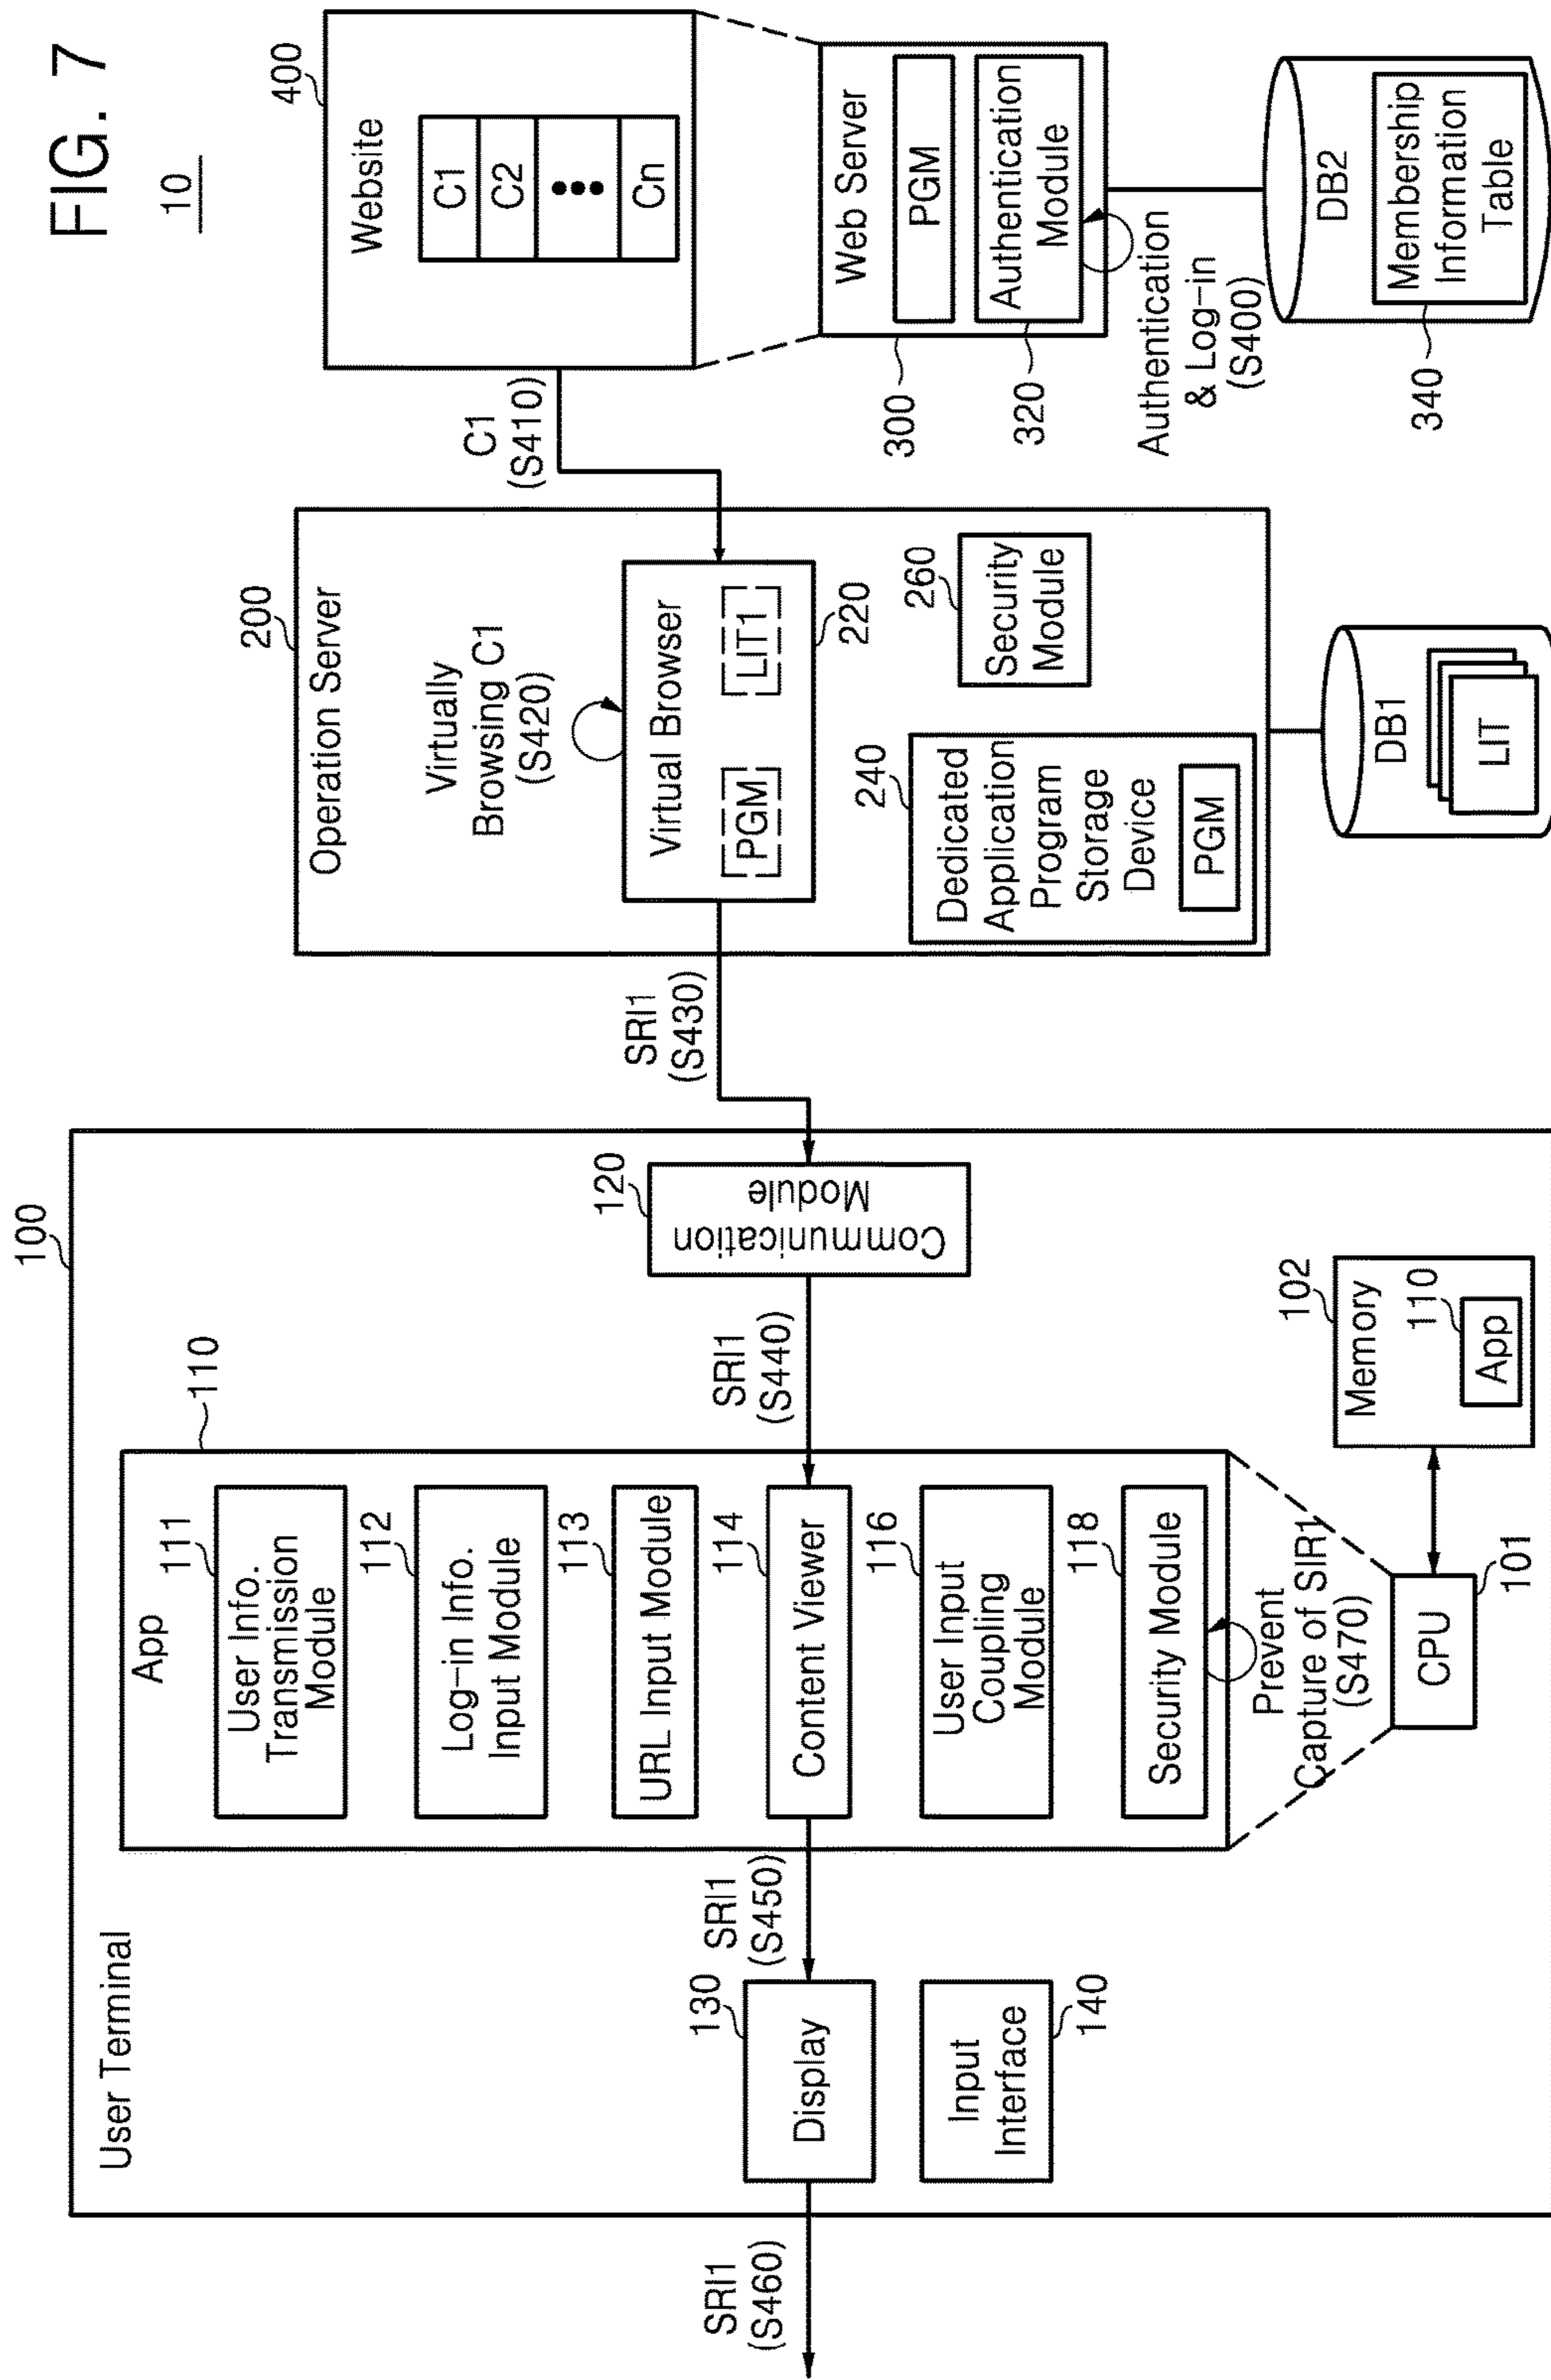 FIG. 7
10
User Terminal
100
App
110
User Info.
Transmission
Module
111
Log-in Info.
Input Module
112
URL Input Module
113
Content Viewer
114
User Input
Coupling
Module
116
Security Module
118
Prevent
Capture of SIR1
(S470)
CPU
101
Memory
102
App
110
Communication
Module
120
Display
130
Input
Interface
140
SRI1
(S460)
SRI1
(S450)
SRI1
(S440)
SRI1
(S430)
Operation Server
200
Virtually
Browsing C1
(S420)
Virtual Browser
PGM
LIT1
220
Dedicated
Application
Program
Storage
Device
PGM
240
Security
Module
260
DB1
LIT
C1
(S410)
Website
400
C1
C2
Cn
Web Server
PGM
300
Authentication
Module
320
Authentication
& Log-in
(S400)
DB2
Membership
Information
Table
340